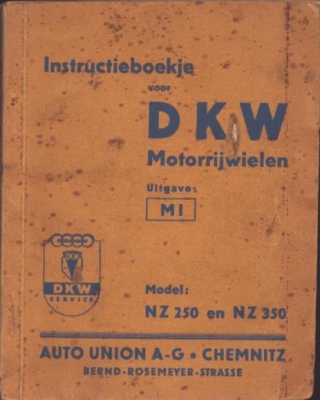 Instructieboekje
voor
DKW
Motorrijwielen
Uitgave:
M I
DKW
DKW
SERVICE
Model:
NZ 250 en NZ 350
AUTO UNION A-G • CHEMNITZ
BERND-ROSEMEYER-STRASSE